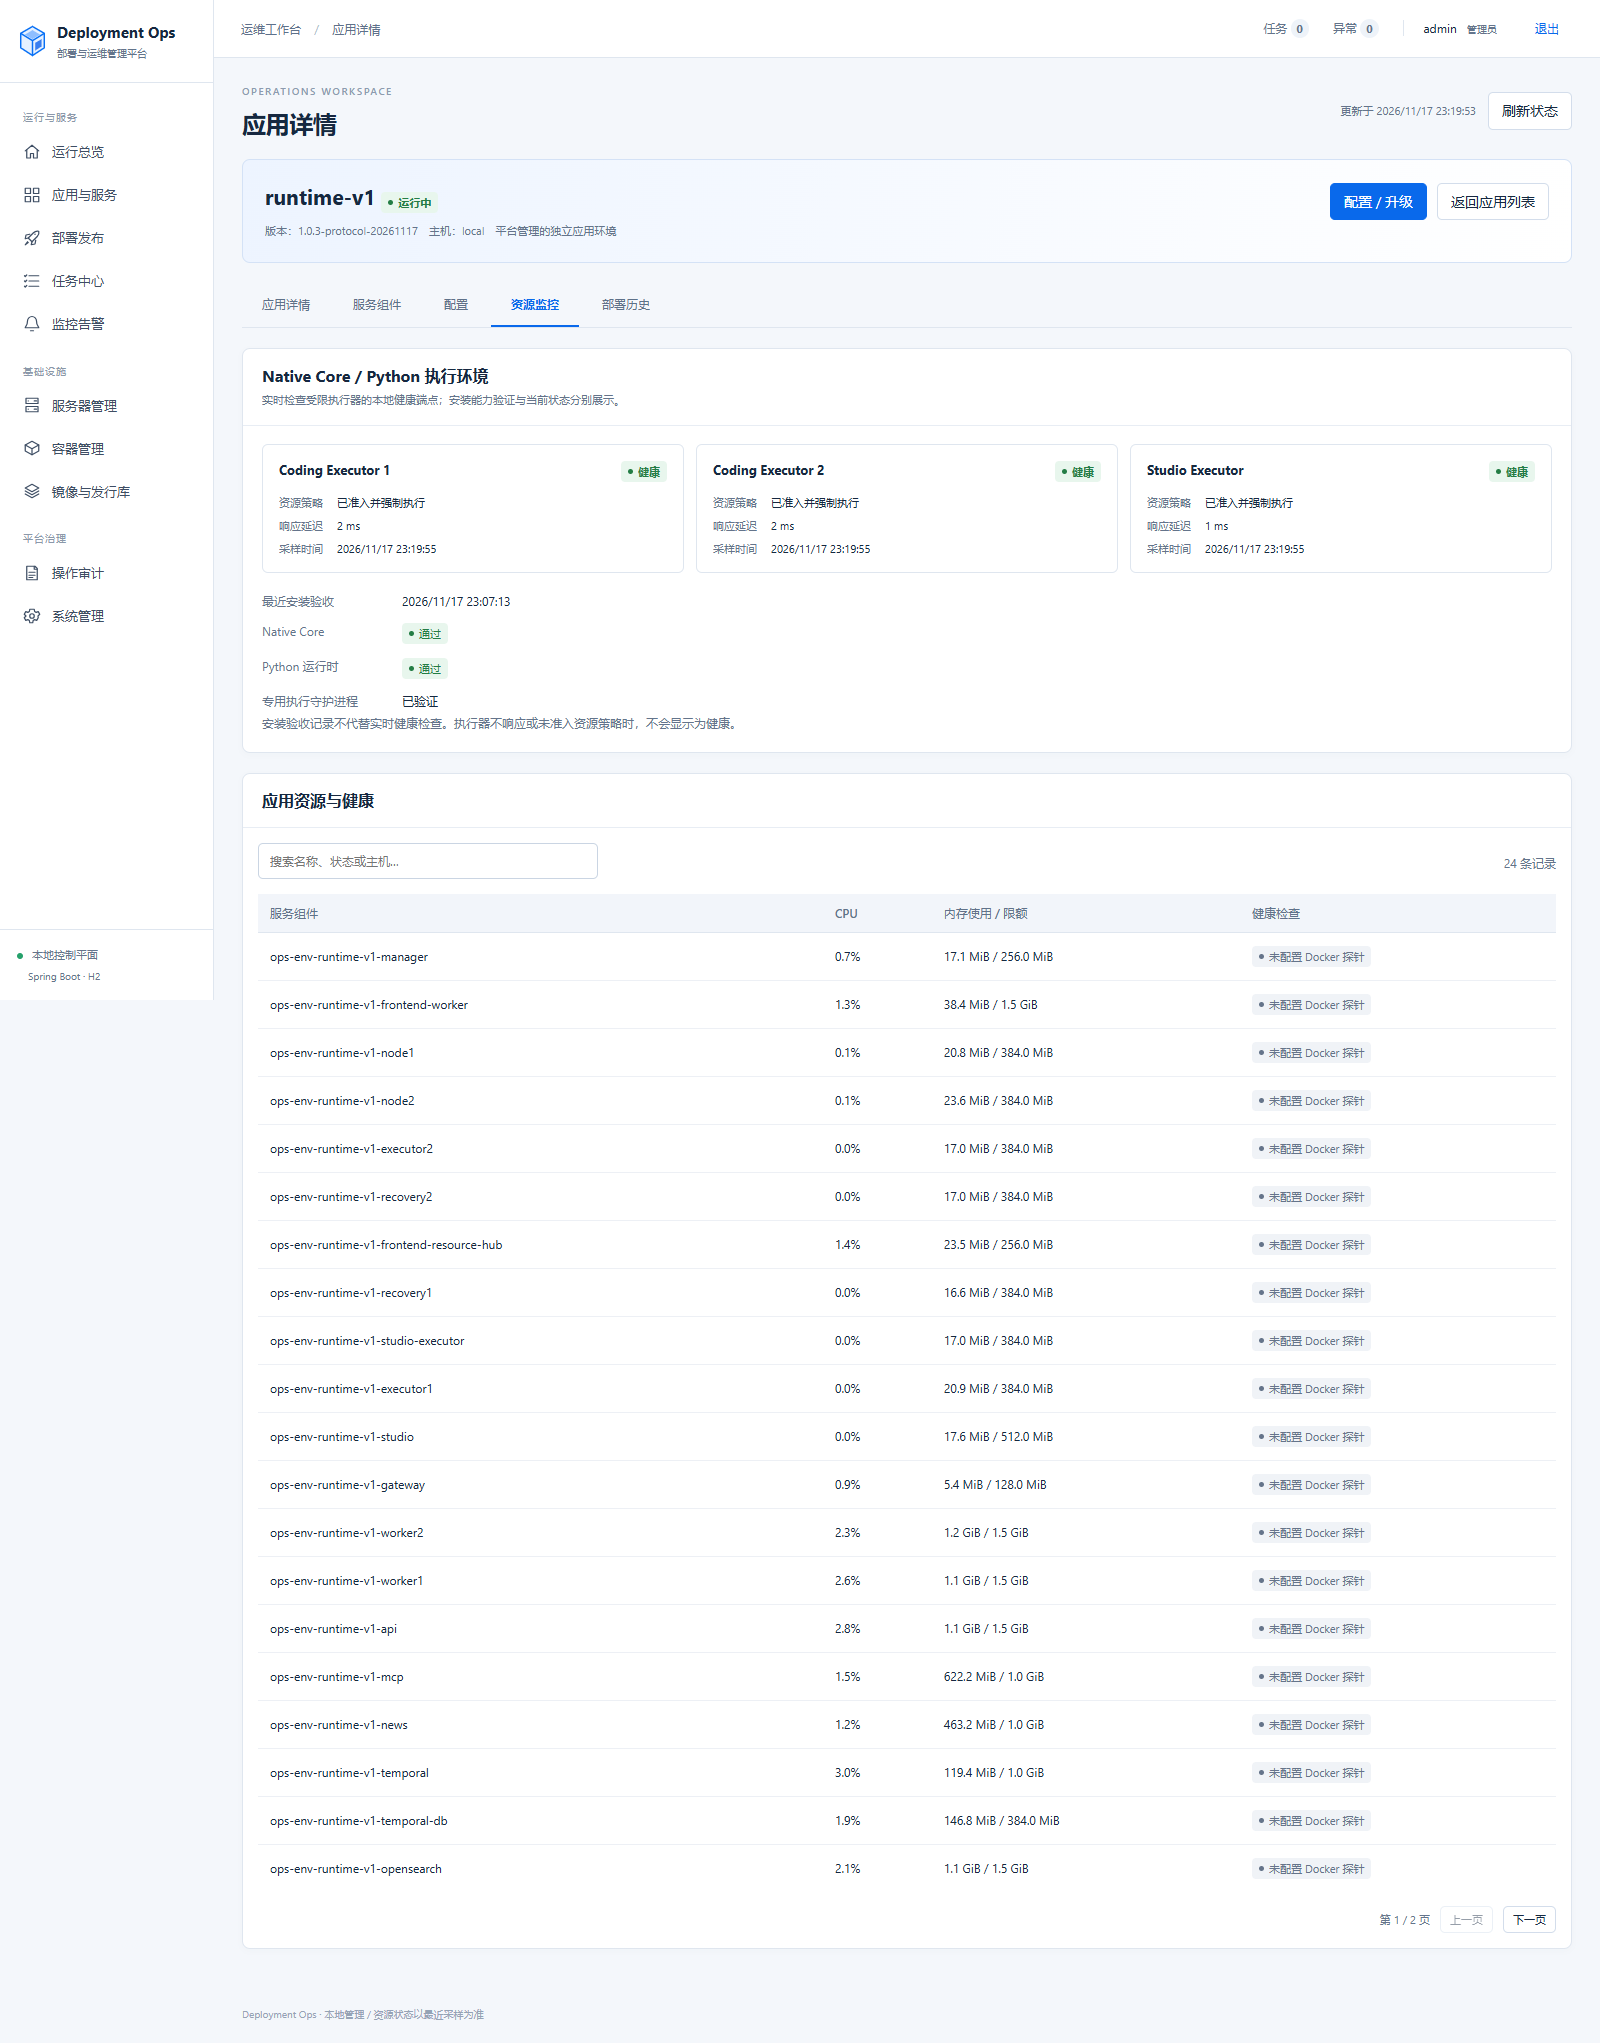 Deployment Ops
部署与运维管理平台
运行与服务
运行总览
应用与服务
部署发布
任务中心
监控告警
基础设施
服务器管理
容器管理
镜像与发行库
平台治理
操作审计
系统管理
本地控制平面
Spring Boot · H2
运维工作台 / 应用详情
任务 0 异常 0 admin 管理员 退出
OPERATIONS WORKSPACE
应用详情
更新于 2026/11/17 23:19:53 刷新状态
runtime-v1 运行中
版本：1.0.3-protocol-20261117 主机：local 平台管理的独立应用环境
配置 / 升级 返回应用列表
应用详情 服务组件 配置 资源监控 部署历史
Native Core / Python 执行环境
实时检查受限执行器的本地健康端点；安装能力验证与当前状态分别展示。
Coding Executor 1 健康
资源策略 已准入并强制执行
响应延迟 2 ms
采样时间 2026/11/17 23:19:55
Coding Executor 2 健康
资源策略 已准入并强制执行
响应延迟 2 ms
采样时间 2026/11/17 23:19:55
Studio Executor 健康
资源策略 已准入并强制执行
响应延迟 1 ms
采样时间 2026/11/17 23:19:55
最近安装验收 2026/11/17 23:07:13
Native Core 通过
Python 运行时 通过
专用执行守护进程 已验证
安装验收记录不代替实时健康检查。执行器不响应或未准入资源策略时，不会显示为健康。
应用资源与健康
搜索名称、状态或主机... 24 条记录
服务组件 CPU 内存使用 / 限额 健康检查
ops-env-runtime-v1-manager 0.7% 17.1 MiB / 256.0 MiB 未配置 Docker 探针
ops-env-runtime-v1-frontend-worker 1.3% 38.4 MiB / 1.5 GiB 未配置 Docker 探针
ops-env-runtime-v1-node1 0.1% 20.8 MiB / 384.0 MiB 未配置 Docker 探针
ops-env-runtime-v1-node2 0.1% 23.6 MiB / 384.0 MiB 未配置 Docker 探针
ops-env-runtime-v1-executor2 0.0% 17.0 MiB / 384.0 MiB 未配置 Docker 探针
ops-env-runtime-v1-recovery2 0.0% 17.0 MiB / 384.0 MiB 未配置 Docker 探针
ops-env-runtime-v1-frontend-resource-hub 1.4% 23.5 MiB / 256.0 MiB 未配置 Docker 探针
ops-env-runtime-v1-recovery1 0.0% 16.6 MiB / 384.0 MiB 未配置 Docker 探针
ops-env-runtime-v1-studio-executor 0.0% 17.0 MiB / 384.0 MiB 未配置 Docker 探针
ops-env-runtime-v1-executor1 0.0% 20.9 MiB / 384.0 MiB 未配置 Docker 探针
ops-env-runtime-v1-studio 0.0% 17.6 MiB / 512.0 MiB 未配置 Docker 探针
ops-env-runtime-v1-gateway 0.9% 5.4 MiB / 128.0 MiB 未配置 Docker 探针
ops-env-runtime-v1-worker2 2.3% 1.2 GiB / 1.5 GiB 未配置 Docker 探针
ops-env-runtime-v1-worker1 2.6% 1.1 GiB / 1.5 GiB 未配置 Docker 探针
ops-env-runtime-v1-api 2.8% 1.1 GiB / 1.5 GiB 未配置 Docker 探针
ops-env-runtime-v1-mcp 1.5% 622.2 MiB / 1.0 GiB 未配置 Docker 探针
ops-env-runtime-v1-news 1.2% 463.2 MiB / 1.0 GiB 未配置 Docker 探针
ops-env-runtime-v1-temporal 3.0% 119.4 MiB / 1.0 GiB 未配置 Docker 探针
ops-env-runtime-v1-temporal-db 1.9% 146.8 MiB / 384.0 MiB 未配置 Docker 探针
ops-env-runtime-v1-opensearch 2.1% 1.1 GiB / 1.5 GiB 未配置 Docker 探针
第 1 / 2 页 上一页 下一页
Deployment Ops · 本地管理 / 资源状态以最近采样为准